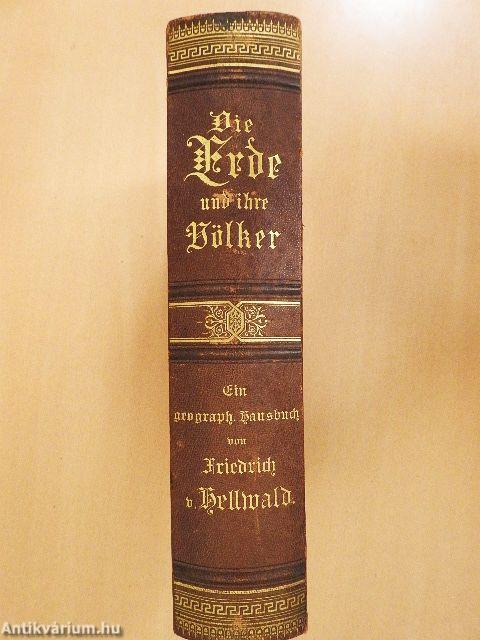 Die
Erde
und ihre
Völker
Ein
geograph. Hausbuch
von
Friedrich
v. Hellwald.
Antikvárium.hu